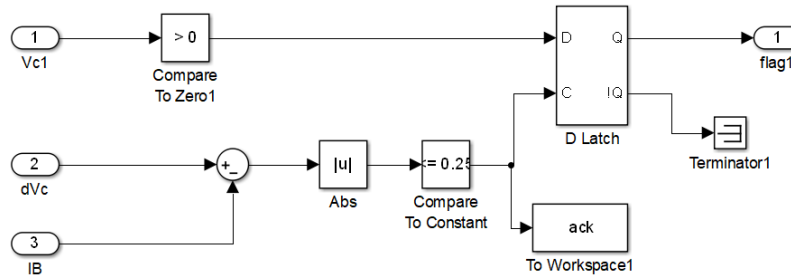 1
Vc1
> 0
Compare
To Zero1
D
Q
C
!Q
D Latch
1
flag1
Terminator1
2
dVc
+
-
|u|
Abs
<= 0.25
Compare
To Constant
ack
To Workspace1
3
IB